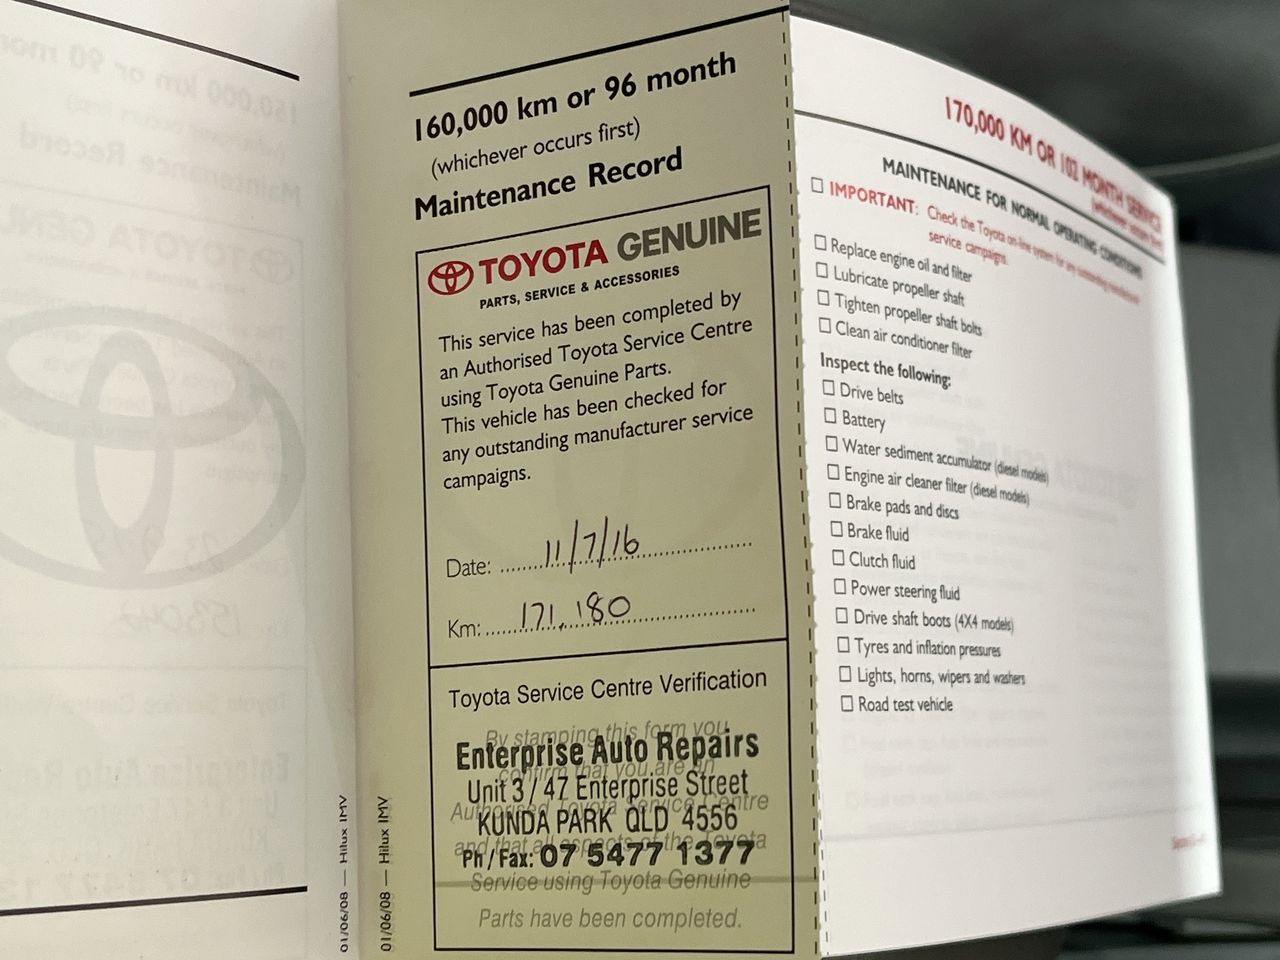 160,000 km or 96 month
(whichever occurs first)
Maintenance Record
TOYOTA GENUINE
PARTS, SERVICE & ACCESSORIES
This service has been completed by
an Authorised Toyota Service Centre
using Toyota Genuine Parts.
This vehicle has been checked for
any outstanding manufacturer service
campaigns.
Date: 11/7/16
Km: 171,180
Toyota Service Centre Verification
By stamping this form you
confirm that you are an
Authorised Toyota Service Centre
and that all aspects of the Toyota
Service using Toyota Genuine
Parts have been completed.
Enterprise Auto Repairs
Unit 3 / 47 Enterprise Street
KUNDA PARK QLD 4556
Ph / Fax: 07 5477 1377
01/06/08 — Hilux IMV
01/06/08 — Hilux IMV
170,000 KM OR 102 MONTH SERVICE
(whichever occurs first)
MAINTENANCE FOR NORMAL OPERATING CONDITIONS
IMPORTANT: Check the Toyota on-line system for any outstanding manufacturer
service campaigns.
Replace engine oil and filter
Lubricate propeller shaft
Tighten propeller shaft bolts
Clean air conditioner filter
Inspect the following:
Drive belts
Battery
Water sediment accumulator (diesel models)
Engine air cleaner filter (diesel models)
Brake pads and discs
Brake fluid
Clutch fluid
Power steering fluid
Drive shaft boots (4X4 models)
Tyres and inflation pressures
Lights, horns, wipers and washers
Road test vehicle